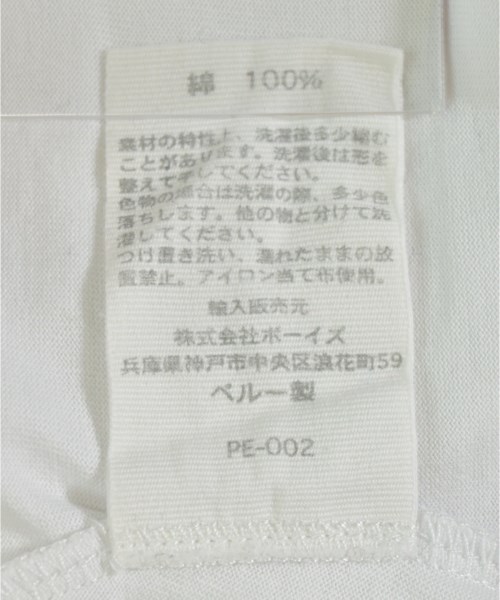 綿 100%
素材の特性上、洗濯後多少縮む
ことがあります。洗濯後は形を
整えて干してください。
色物の場合は洗濯の際、多少色
落ちします。他の物と分けて洗
濯してください。
つけ置き洗い、濡れたままの放
置禁止。アイロン当て布使用。
輸入販売元
株式会社ボーイズ
兵庫県神戸市中央区浪花町59
ペルー製
PE-002